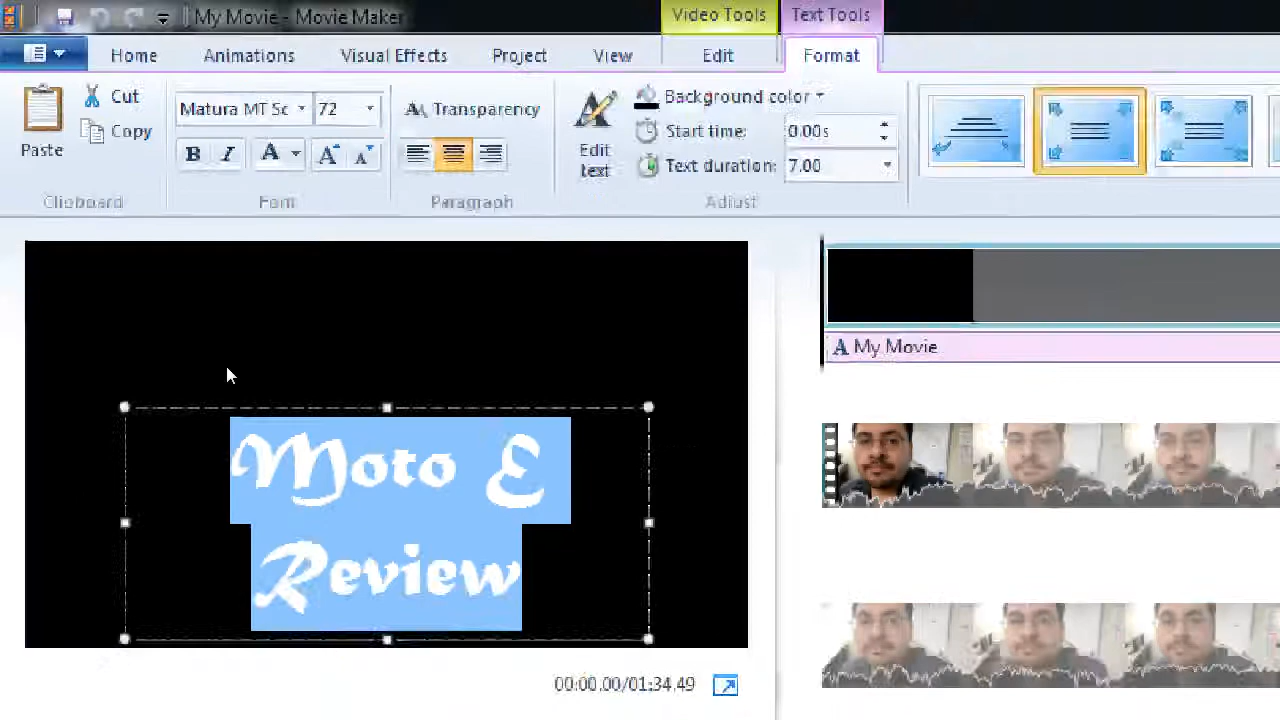 My Movie - Movie Maker
Video Tools
Text Tools
Home
Animations
Visual Effects
Project
View
Edit
Format
Paste
Cut
Copy
Clipboard
Matura MT Sc
72
B I A A A
Font
Transparency
Paragraph
Edit text
Background color
Start time: 0.00s
Text duration: 7.00
Adjust
Moto E
Review
00:00.00/01:34.49
A My Movie